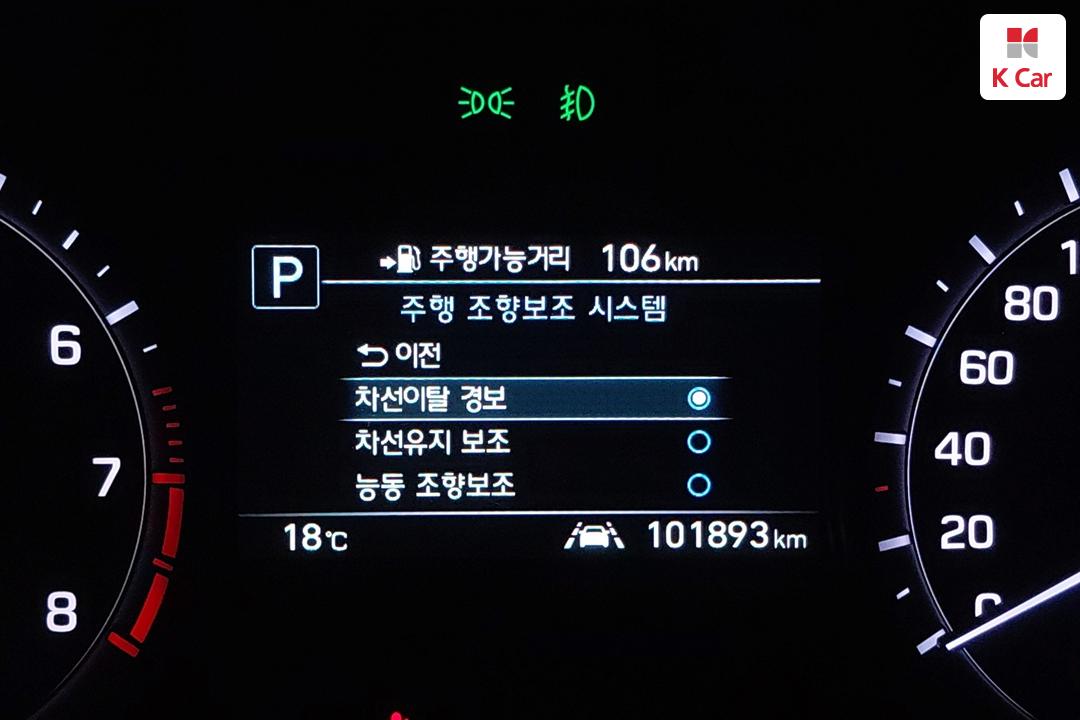 K Car
P
주행가능거리 106km
주행 조향보조 시스템
이전
차선이탈 경보
차선유지 보조
능동 조향보조
18℃ 101893km
6
7
8
80
60
40
20
0